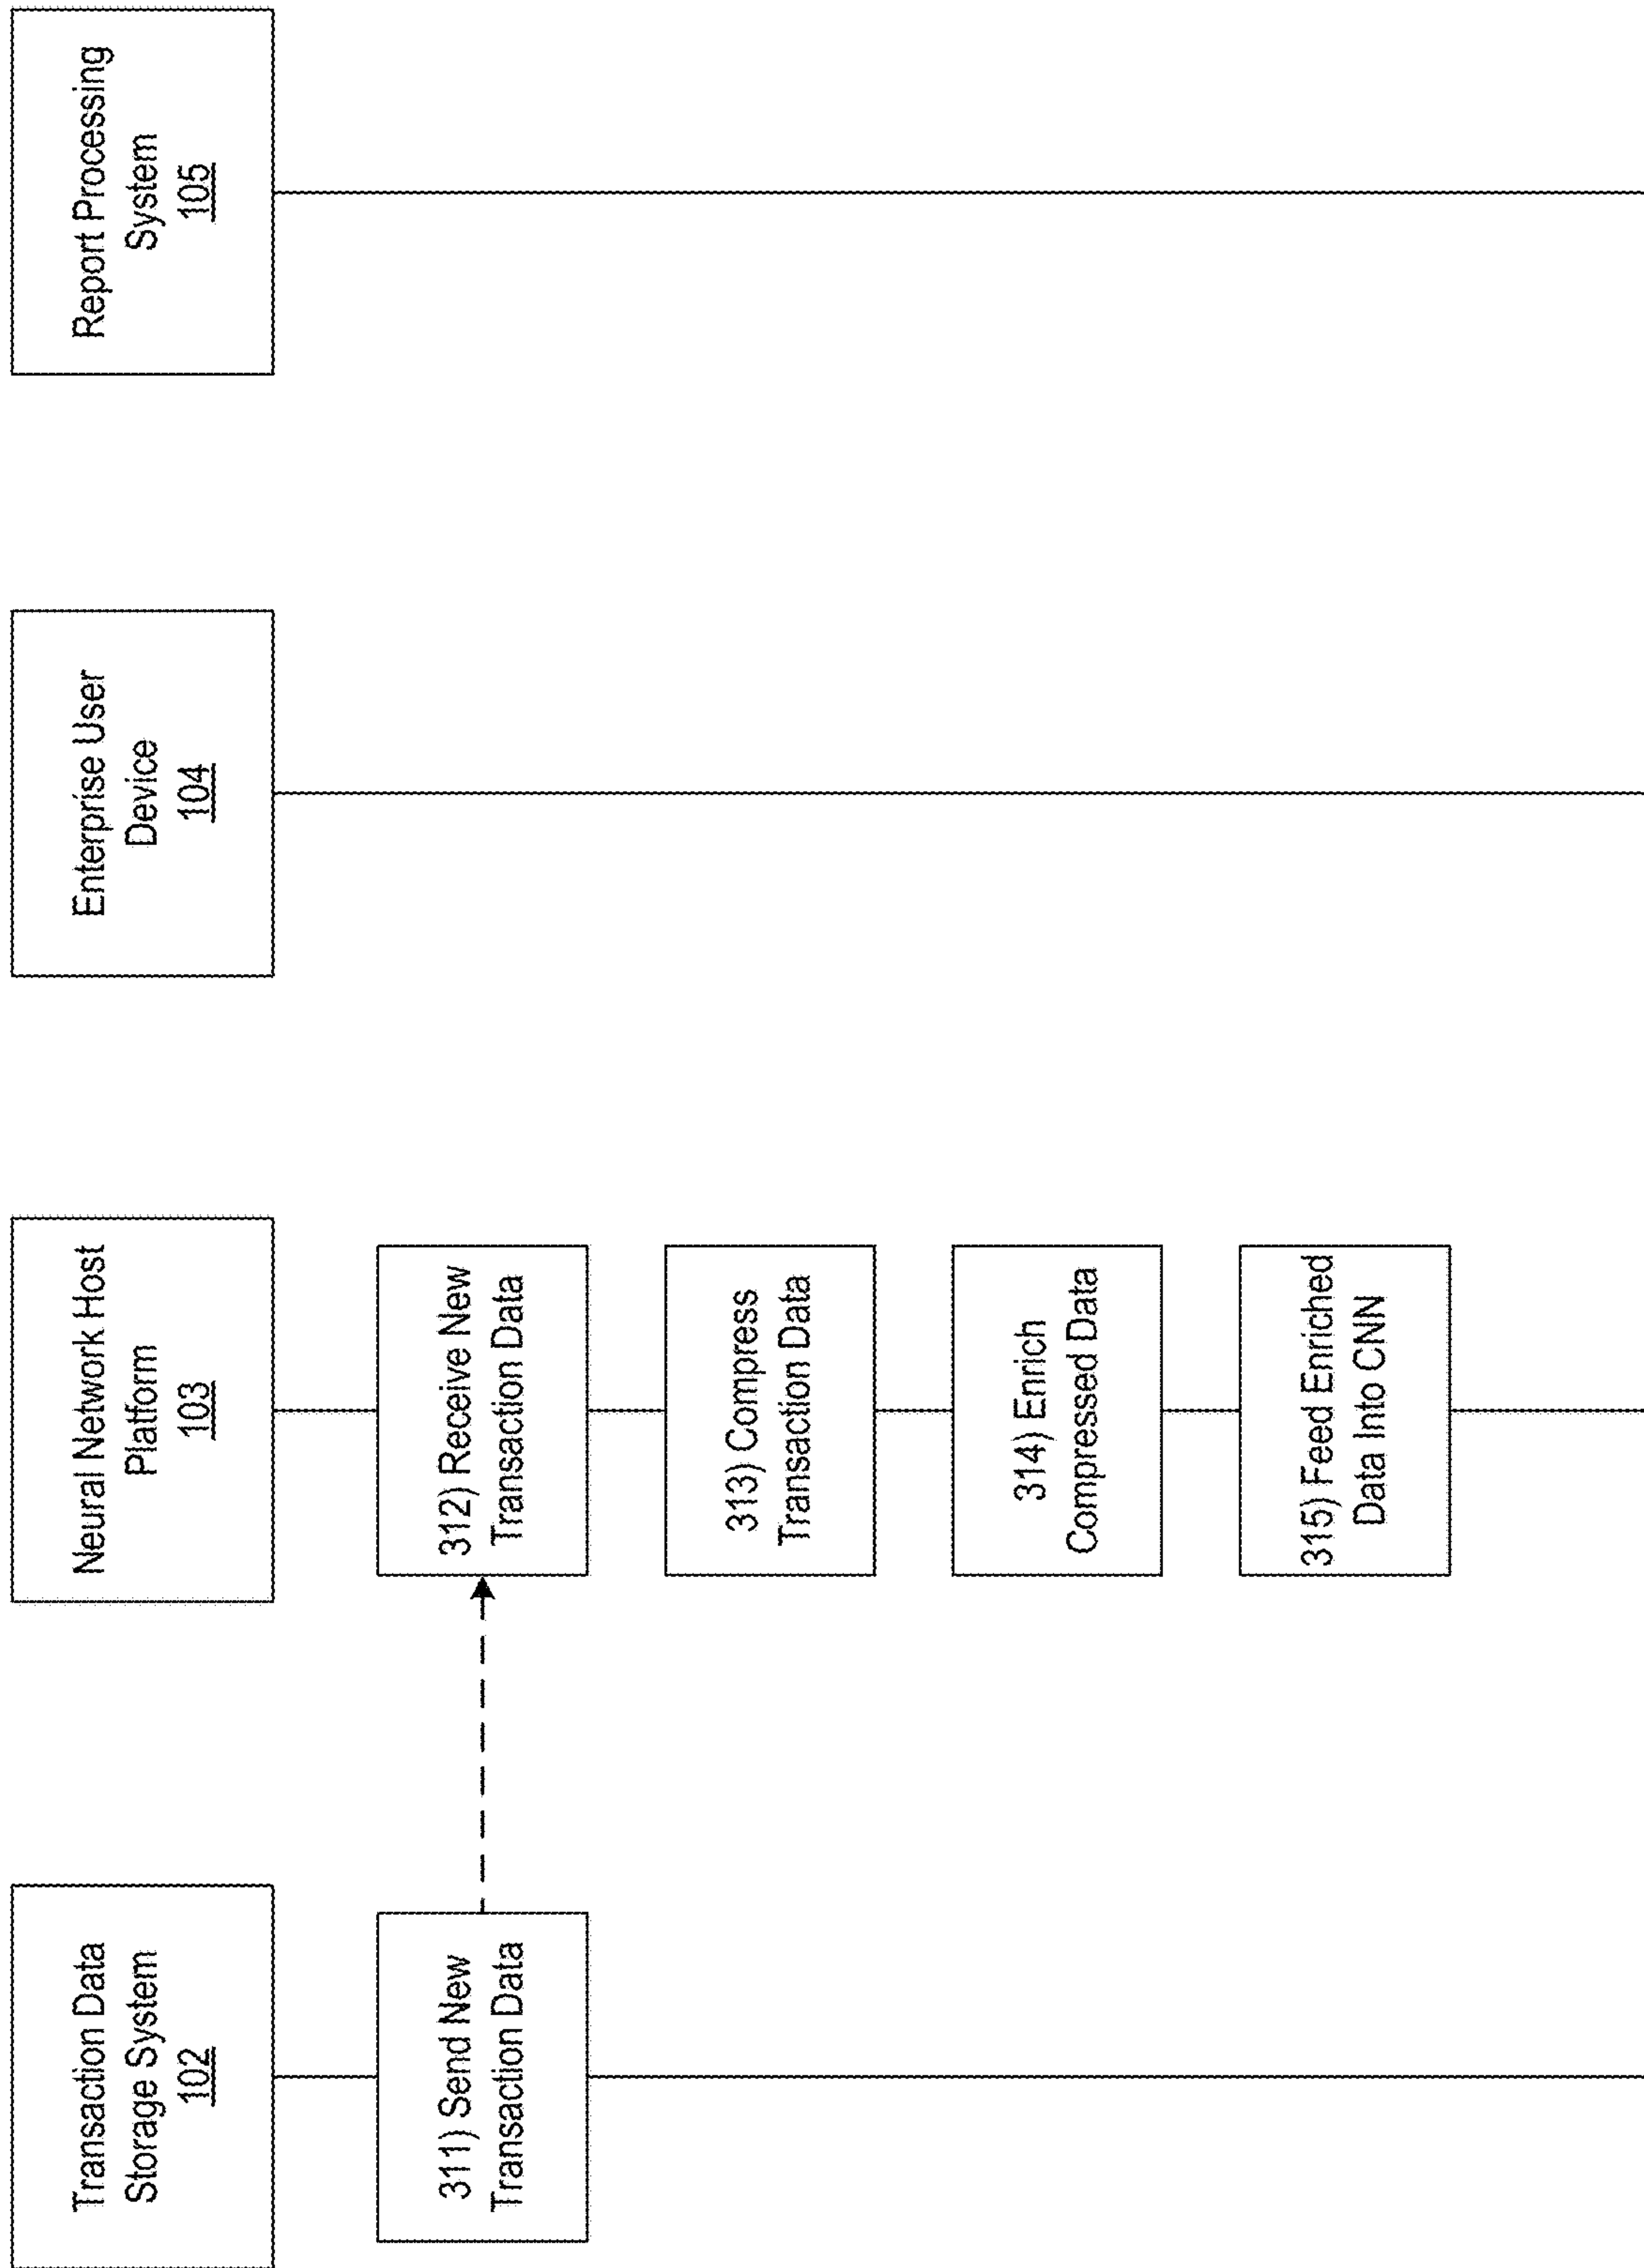 Transaction Data
Storage System
102
Neural Network Host
Platform
103
Enterprise User
Device
104
Report Processing
System
105
311) Send New
Transaction Data
312) Receive New
Transaction Data
313) Compress
Transaction Data
314) Enrich
Compressed Data
315) Feed Enriched
Data Into CNN